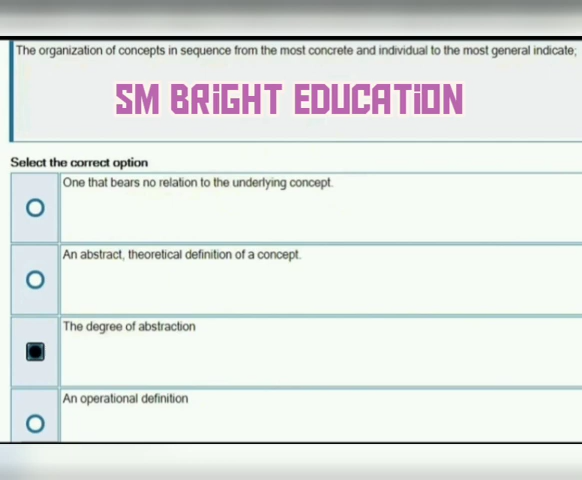 The organization of concepts in sequence from the most concrete and individual to the most general indicate;
SM BRIGHT EDUCATION
Select the correct option
One that bears no relation to the underlying concept.
An abstract, theoretical definition of a concept.
The degree of abstraction
An operational definition